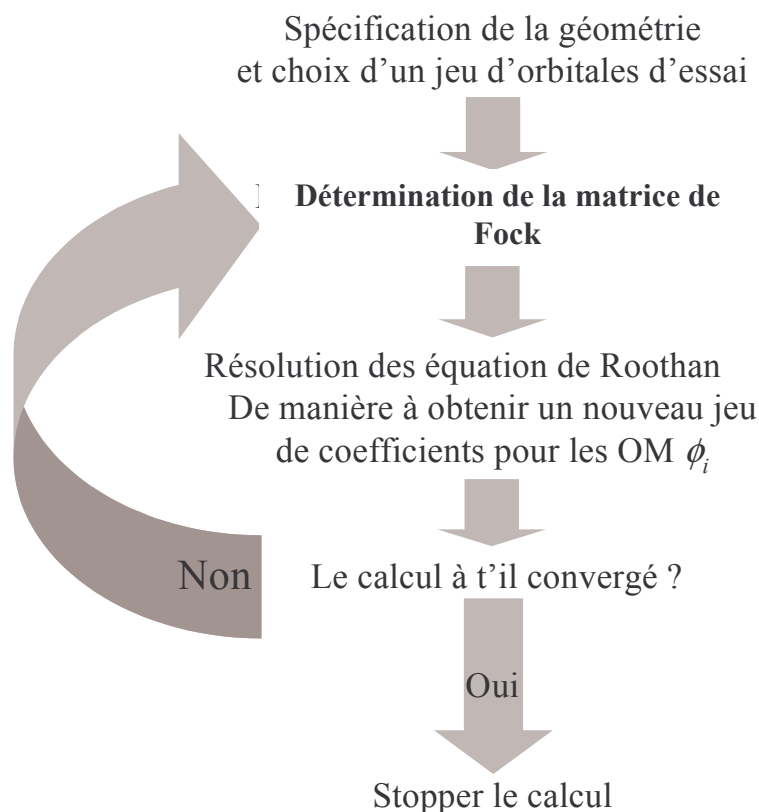 Spécification de la géométrie
et choix d’un jeu d’orbitales d’essai
Détermination de la matrice de
Fock
Résolution des équation de Roothan
De manière à obtenir un nouveau jeu
de coefficients pour les OM ϕᵢ
Non
Le calcul à t’il convergé ?
Oui
Stopper le calcul